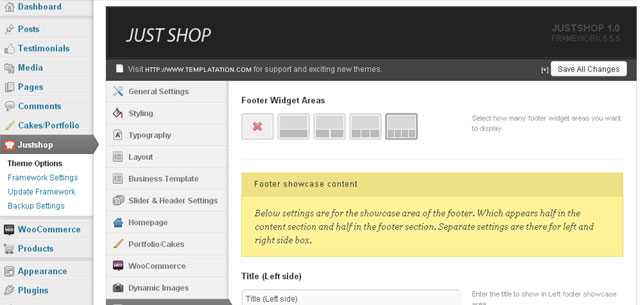 Dashboard
Posts
Testimonials
Media
Pages
Comments
Cakes/Portfolio
Justshop
Theme Options
Framework Settings
Update Framework
Backup Settings
WooCommerce
Products
Appearance
Plugins
JUST SHOP
JUSTSHOP 1.0
FRAMEWORK 5.5.5
Visit HTTP://WWW.TEMPLATATION.COM for support and exciting new themes.
[+] Save All Changes
General Settings
Styling
Typography
Layout
Business Template
Slider & Header Settings
Homepage
Portfolio/Cakes
WooCommerce
Dynamic Images
Footer Widget Areas
Select how many footer widget areas you
want to display.
Footer showcase content
Below settings are for the showcase area of the footer. Which appears half in the
content section and half in the footer section. Separate settings are there for left and
right side box.
Title (Left side)
Title (Left side)
Enter the title to show in Left footer
showcase area